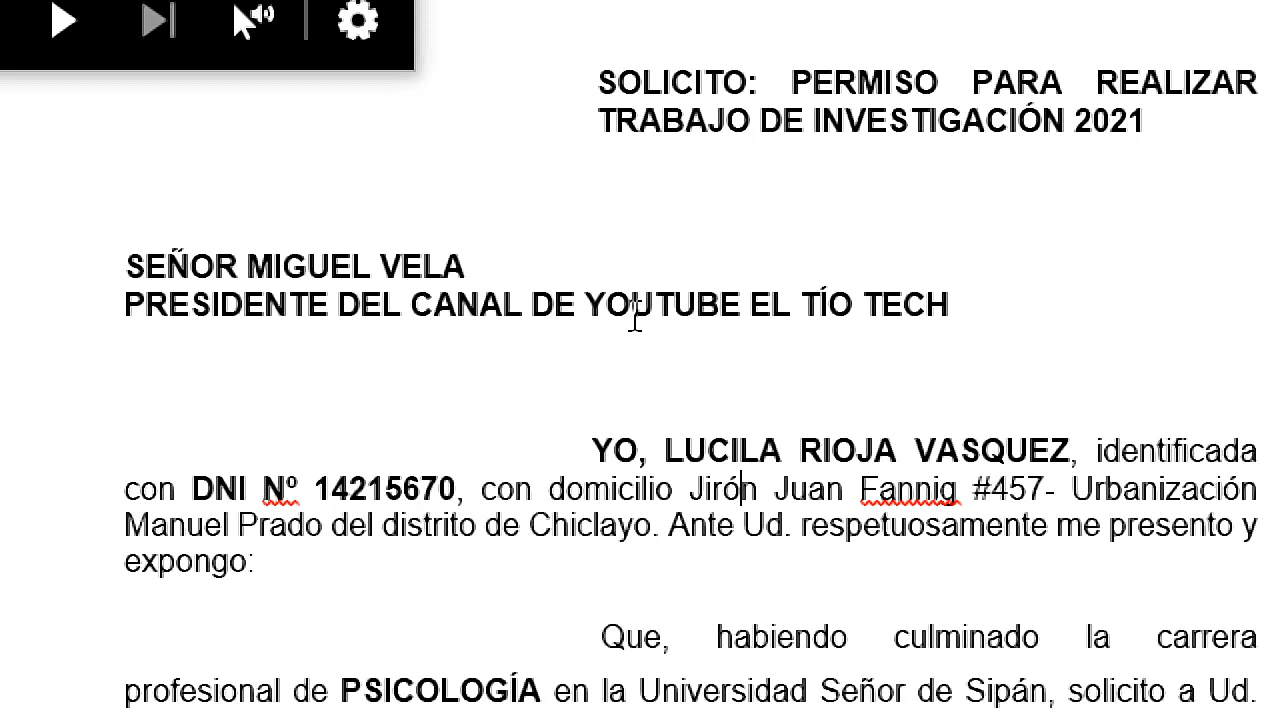 SOLICITO: PERMISO PARA REALIZAR
TRABAJO DE INVESTIGACIÓN 2021
SEÑOR MIGUEL VELA
PRESIDENTE DEL CANAL DE YOUTUBE EL TÍO TECH
YO, LUCILA RIOJA VASQUEZ, identificada
con DNI Nº 14215670, con domicilio Jirón Juan Fannig #457- Urbanización
Manuel Prado del distrito de Chiclayo. Ante Ud. respetuosamente me presento y
expongo:
Que, habiendo culminado la carrera
profesional de PSICOLOGÍA en la Universidad Señor de Sipán, solicito a Ud.